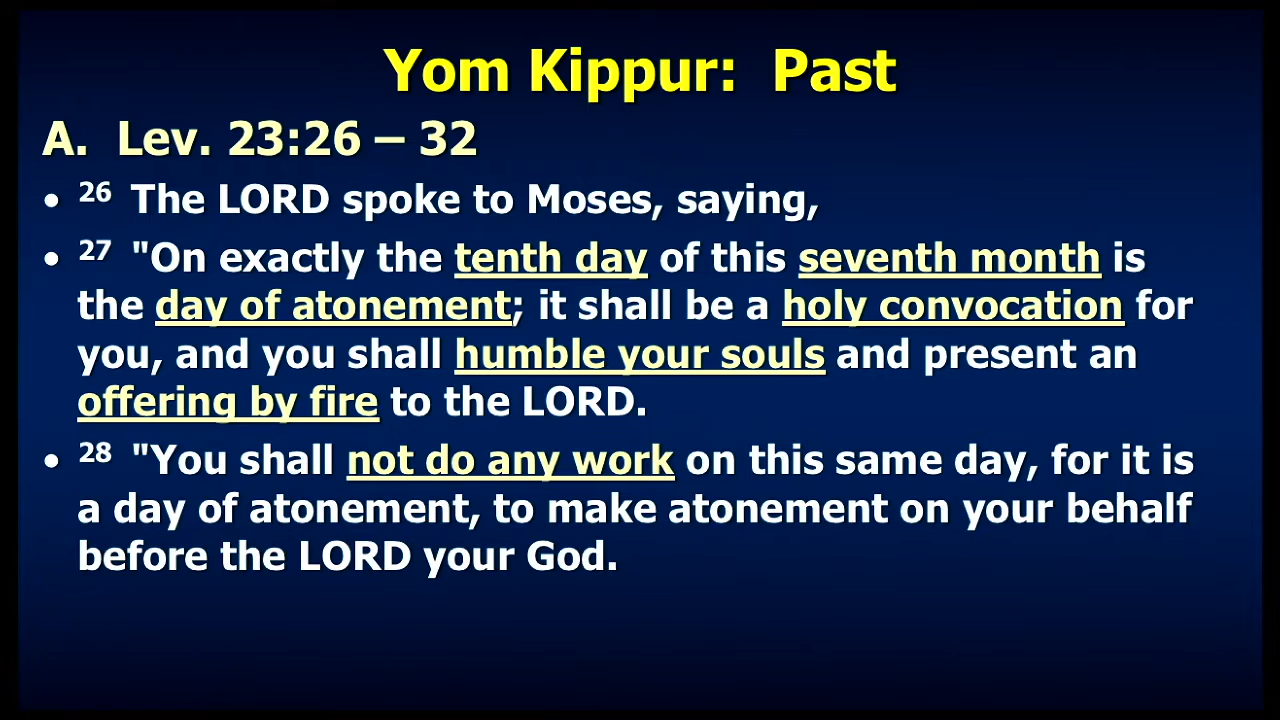 Yom Kippur:  Past
A.  Lev. 23:26 – 32
• 26 The LORD spoke to Moses, saying,
• 27 "On exactly the tenth day of this seventh month is
the day of atonement; it shall be a holy convocation for
you, and you shall humble your souls and present an
offering by fire to the LORD.
• 28 "You shall not do any work on this same day, for it is
a day of atonement, to make atonement on your behalf
before the LORD your God.